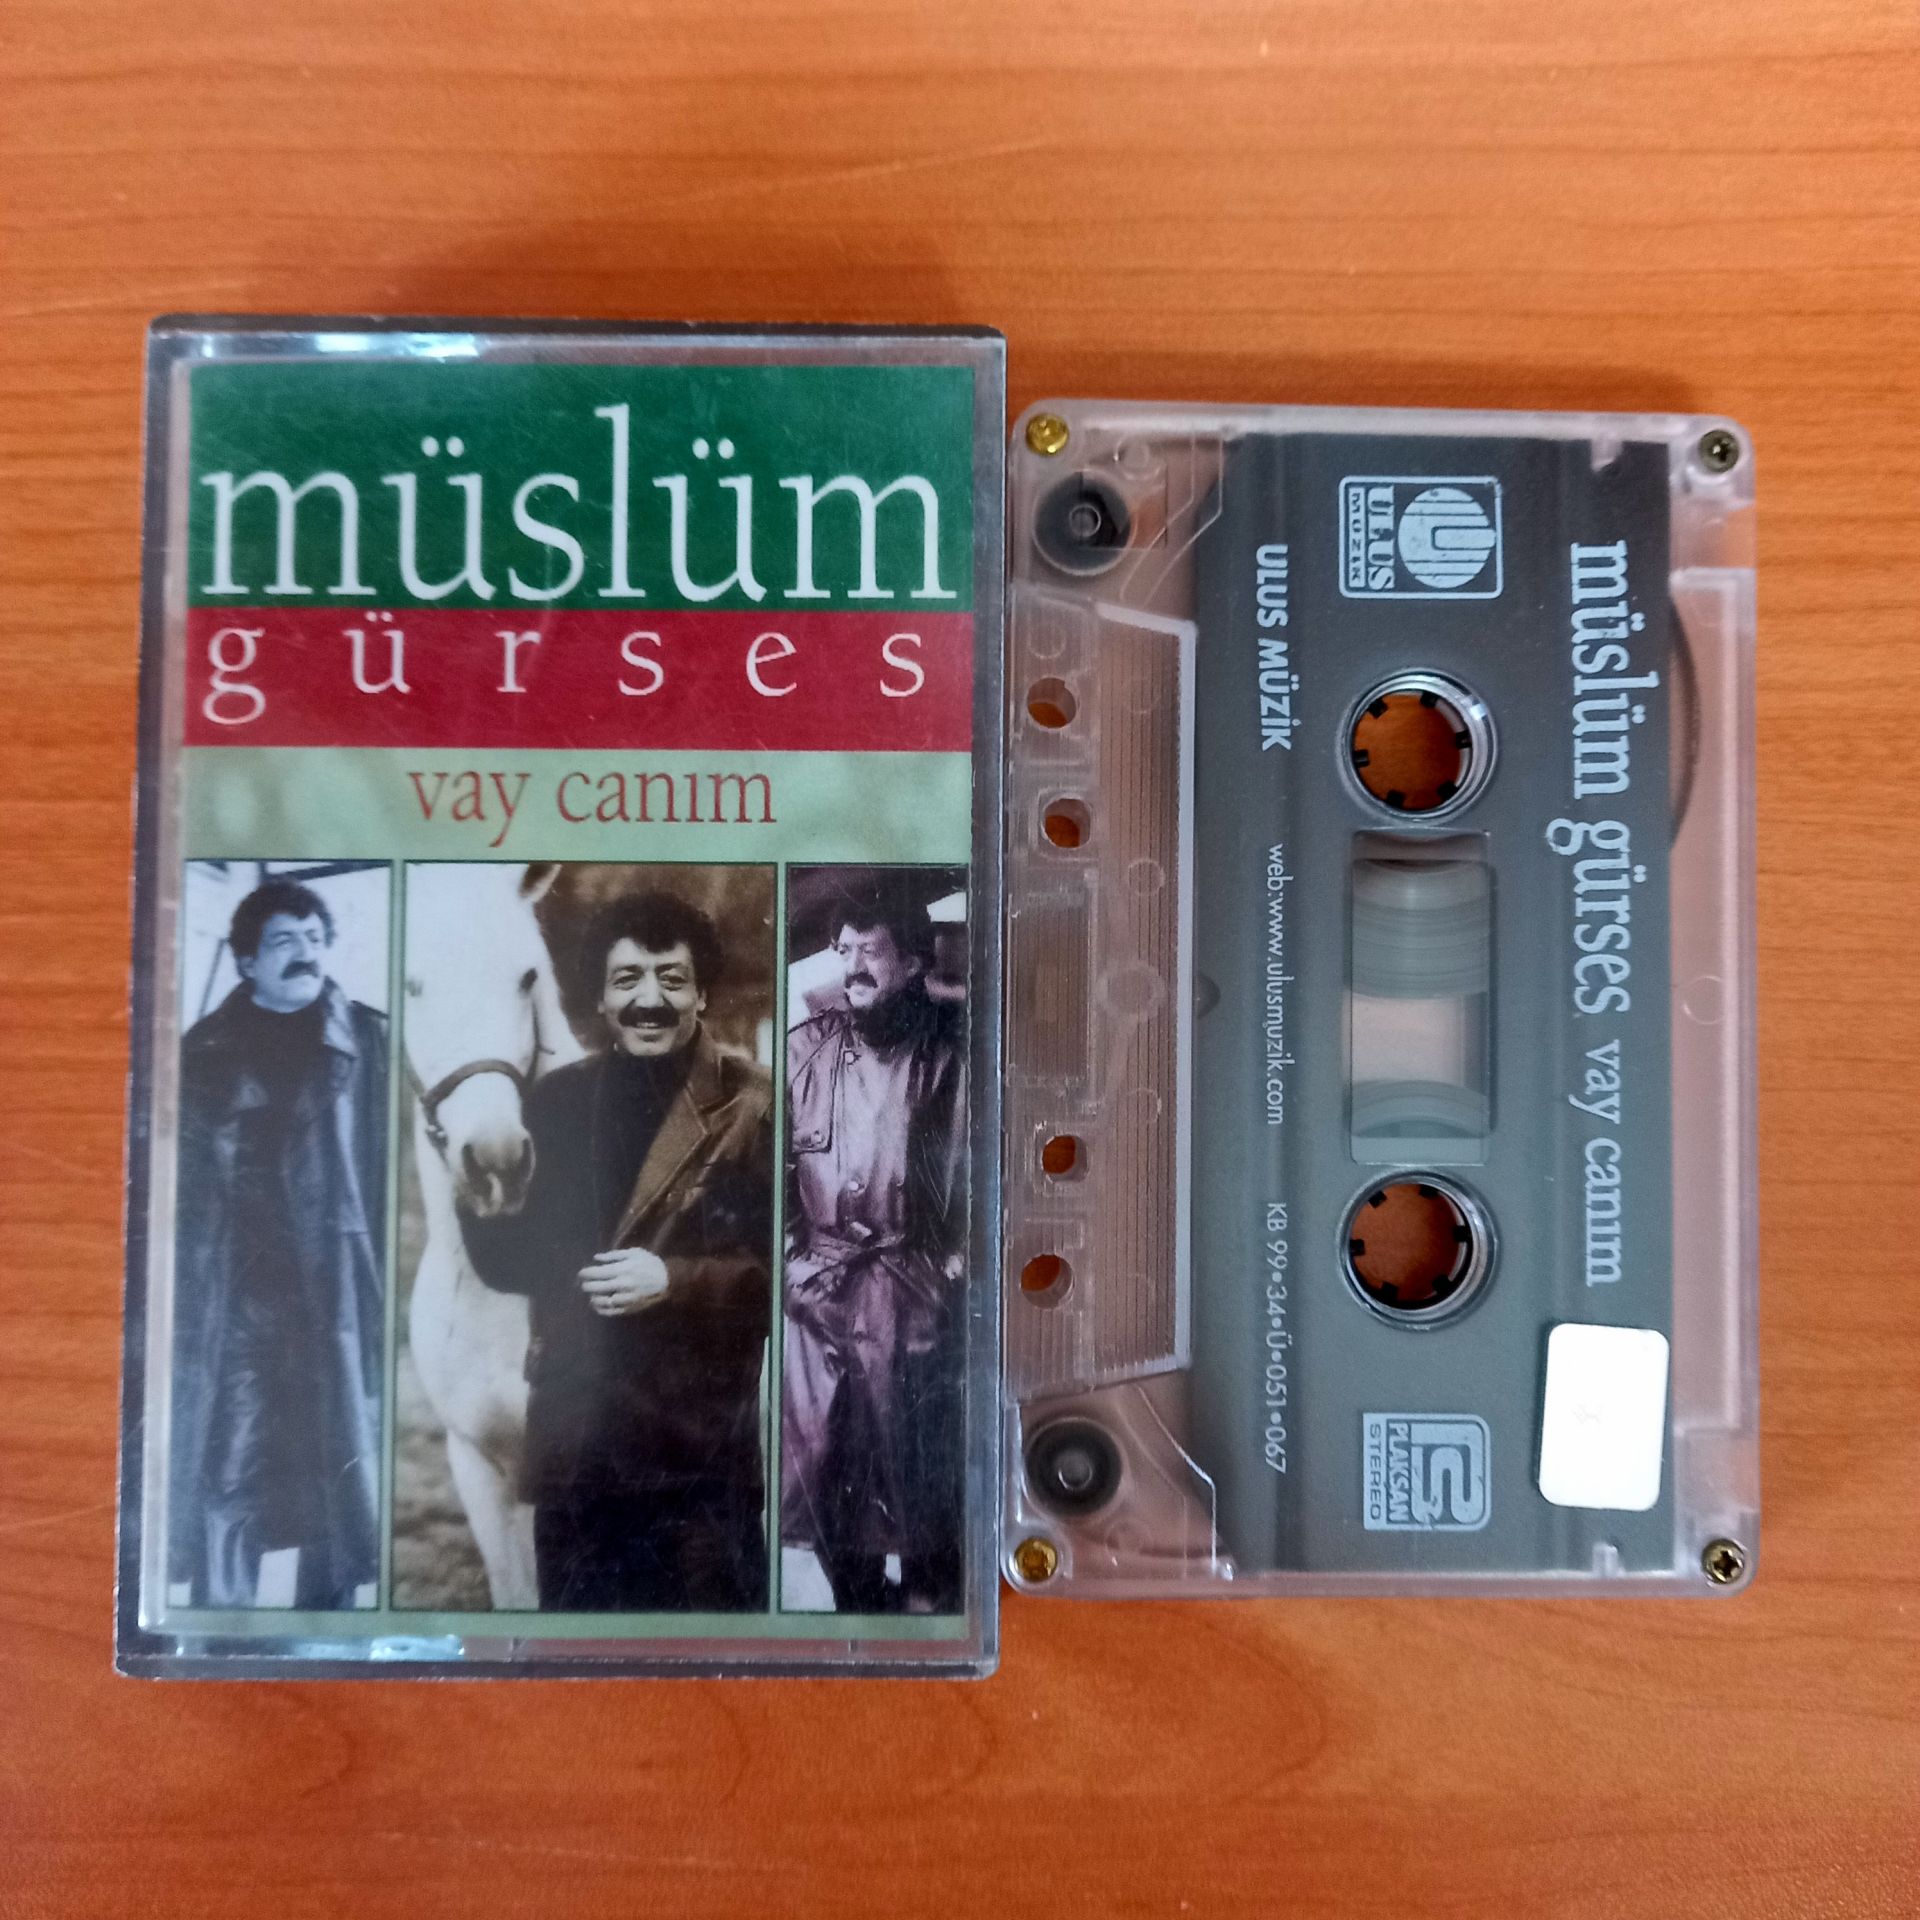 müslüm
gürses
vay canım
müslüm gürses vay canım
ULUS
MÜZİK
PLAKSAN
STEREO
ULUS MÜZİK
web:www.ulusmuzik.com
KB 99•34•Ü•051•067